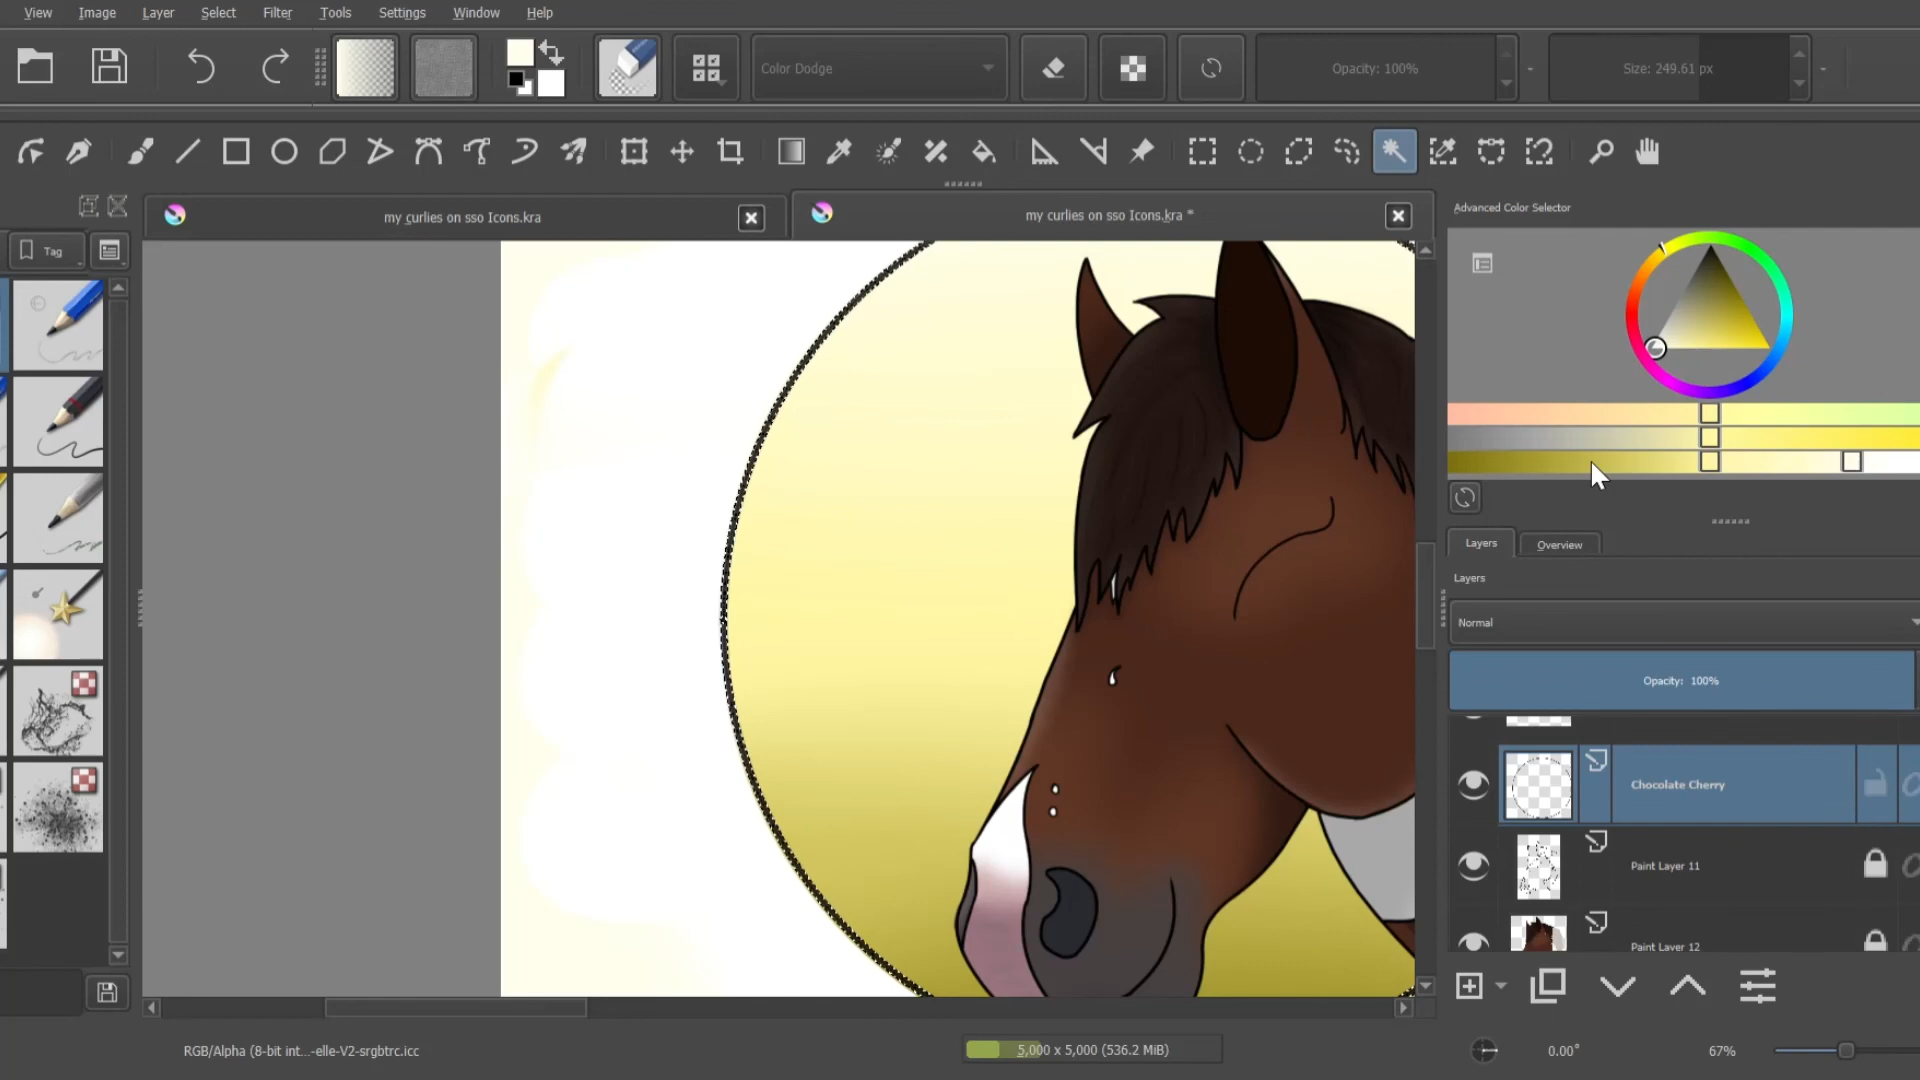 View Image Layer Select Filter Tools Settings Window Help
Color Dodge Opacity: 100% Size: 249.61 px
my curlies on sso Icons.kra my curlies on sso Icons.kra * Advanced Color Selector
Tag
Layers Overview
Layers
Normal
Opacity: 100%
Chocolate Cherry
Paint Layer 11
Paint Layer 12
RGB/Alpha (8-bit int...-elle-V2-srgbtrc.icc 5,000 x 5,000 (536.2 MiB) 0.00° 67%